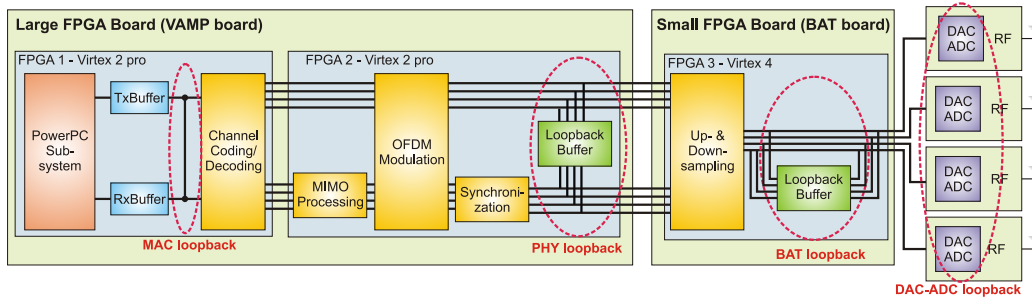 Large FPGA Board (VAMP board)
FPGA 1 - Virtex 2 pro
PowerPC
Sub-
system
TxBuffer
RxBuffer
Channel
Coding/
Decoding
MAC loopback
FPGA 2 - Virtex 2 pro
MIMO
Processing
OFDM
Modulation
Synchroni-
zation
Loopback
Buffer
PHY loopback
Small FPGA Board (BAT board)
FPGA 3 - Virtex 4
Up- &
Down-
sampling
Loopback
Buffer
BAT loopback
DAC
ADC
RF
DAC
ADC
RF
DAC
ADC
RF
DAC
ADC
RF
DAC-ADC loopback